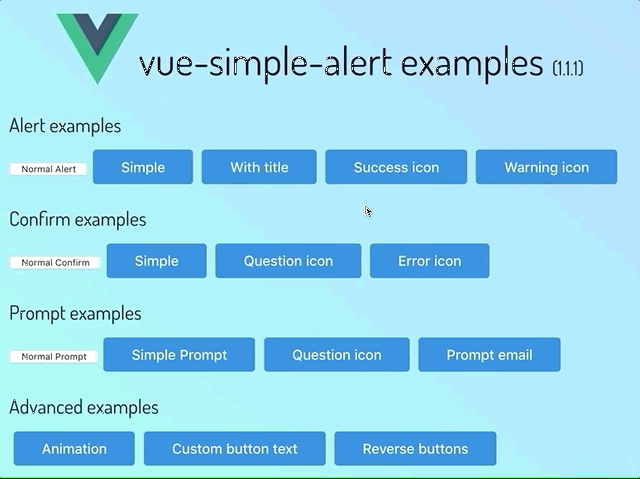 vue-simple-alert examples (1.1.1)
Alert examples
Normal Alert Simple With title Success icon Warning icon
Confirm examples
Normal Confirm Simple Question icon Error icon
Prompt examples
Normal Prompt Simple Prompt Question icon Prompt email
Advanced examples
Animation Custom button text Reverse buttons